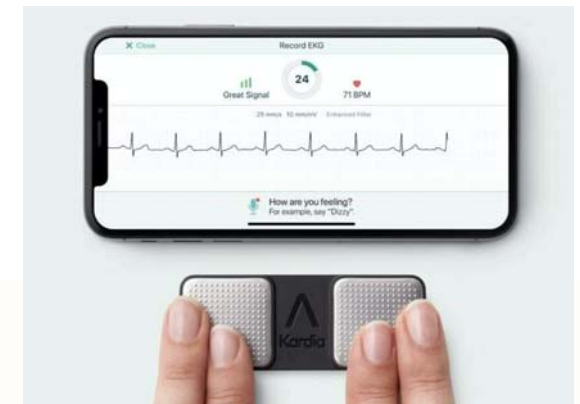 X Close
Record EKG
24
Great Signal
71 BPM
25 mm/s 10 mm/mV Enhanced Filter
How are you feeling?
For example, say "Dizzy".
Kardia